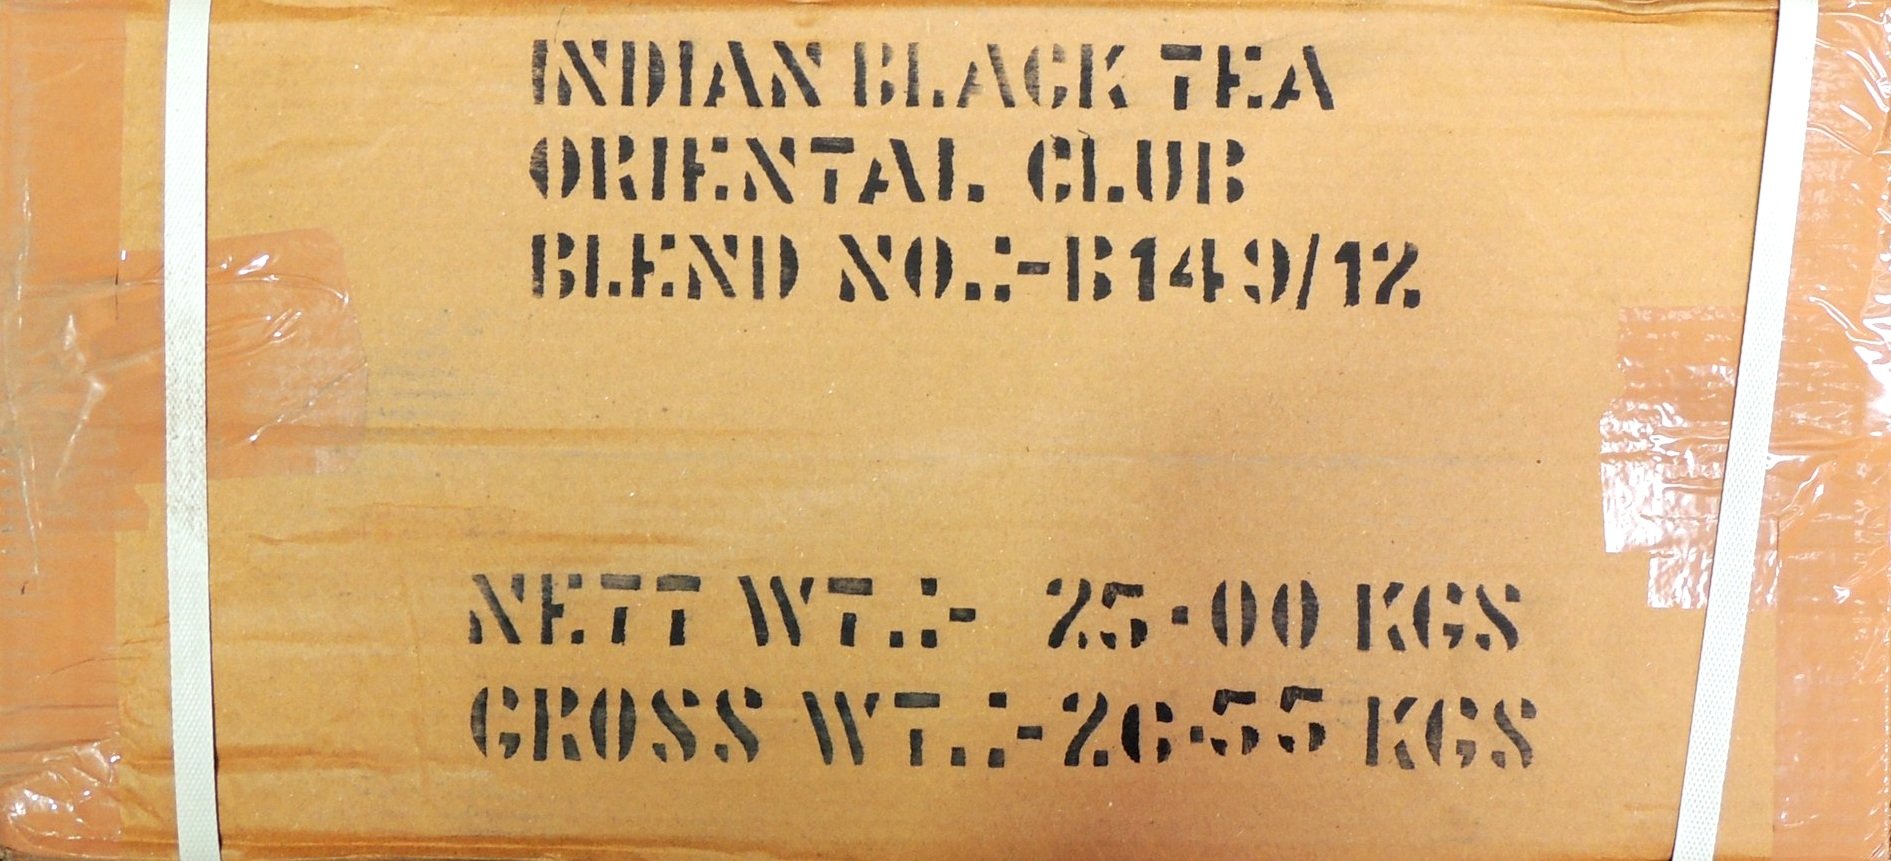 INDIAN BLACK TEA
ORIENTAL CLUB
BLEND NO.:-B149/12
NETT WT.:- 25.00 KGS
GROSS WT.:-26.55 KGS